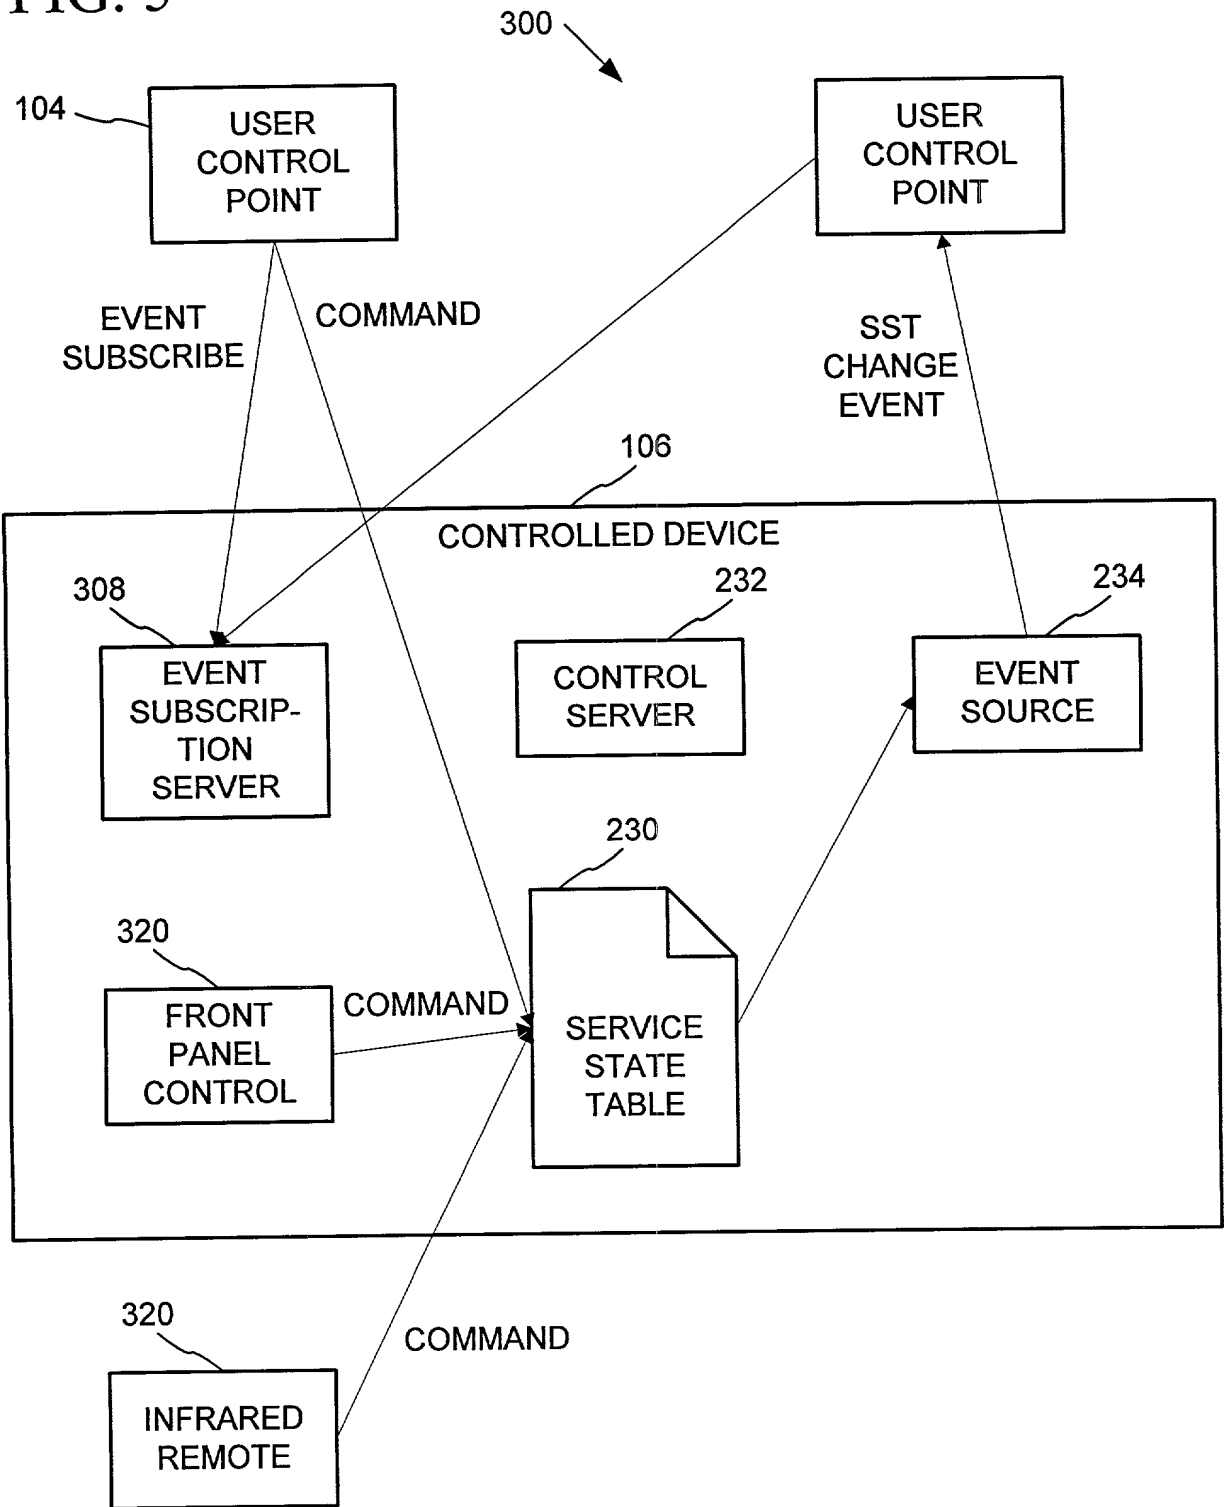 300
104
USER
CONTROL
POINT
USER
CONTROL
POINT
EVENT
SUBSCRIBE
COMMAND
SST
CHANGE
EVENT
106
CONTROLLED DEVICE
308
EVENT
SUBSCRIP-
TION
SERVER
232
CONTROL
SERVER
234
EVENT
SOURCE
230
SERVICE
STATE
TABLE
320
FRONT
PANEL
CONTROL
COMMAND
320
INFRARED
REMOTE
COMMAND